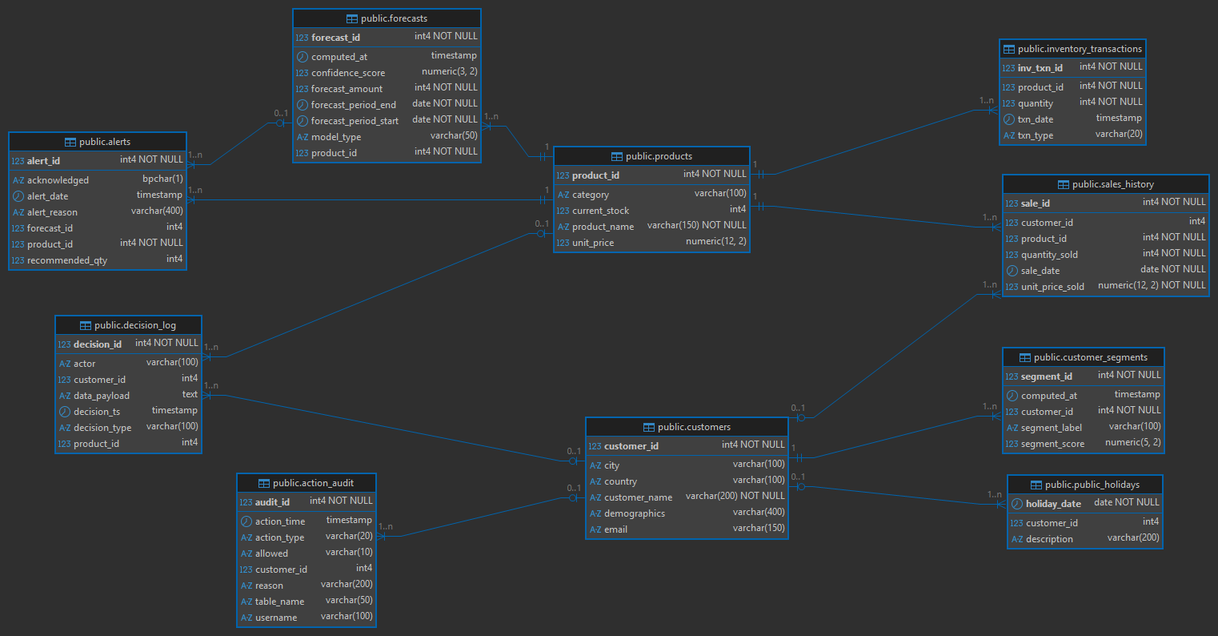 public.forecasts
123 forecast_id int4 NOT NULL
computed_at timestamp
123 confidence_score numeric(3, 2)
123 forecast_amount int4 NOT NULL
forecast_period_end date NOT NULL
forecast_period_start date NOT NULL
A-Z model_type varchar(50)
123 product_id int4 NOT NULL
0..1
1..n
public.alerts
123 alert_id int4 NOT NULL
A-Z acknowledged bpchar(1)
alert_date timestamp
A-Z alert_reason varchar(400)
123 forecast_id int4
123 product_id int4 NOT NULL
123 recommended_qty int4
1..n
1..n
public.products
123 product_id int4 NOT NULL
A-Z category varchar(100)
123 current_stock int4
A-Z product_name varchar(150) NOT NULL
123 unit_price numeric(12, 2)
1
1
0..1
1
1
public.inventory_transactions
123 inv_txn_id int4 NOT NULL
123 product_id int4 NOT NULL
123 quantity int4 NOT NULL
txn_date timestamp
A-Z txn_type varchar(20)
1..n
public.sales_history
123 sale_id int4 NOT NULL
123 customer_id int4
123 product_id int4 NOT NULL
123 quantity_sold int4 NOT NULL
sale_date date NOT NULL
123 unit_price_sold numeric(12, 2) NOT NULL
1..n
1..n
public.decision_log
123 decision_id int4 NOT NULL
A-Z actor varchar(100)
123 customer_id int4
A-Z data_payload text
decision_ts timestamp
A-Z decision_type varchar(100)
123 product_id int4
1..n
1..n
public.customer_segments
123 segment_id int4 NOT NULL
computed_at timestamp
123 customer_id int4 NOT NULL
A-Z segment_label varchar(100)
123 segment_score numeric(5, 2)
1..n
public.customers
123 customer_id int4 NOT NULL
A-Z city varchar(100)
A-Z country varchar(100)
A-Z customer_name varchar(200) NOT NULL
A-Z demographics varchar(400)
A-Z email varchar(150)
0..1
0..1
0..1
1
0..1
public.action_audit
123 audit_id int4 NOT NULL
action_time timestamp
A-Z action_type varchar(20)
A-Z allowed varchar(10)
123 customer_id int4
A-Z reason varchar(200)
A-Z table_name varchar(50)
A-Z username varchar(100)
1..n
public.public_holidays
holiday_date date NOT NULL
123 customer_id int4
A-Z description varchar(200)
1..n